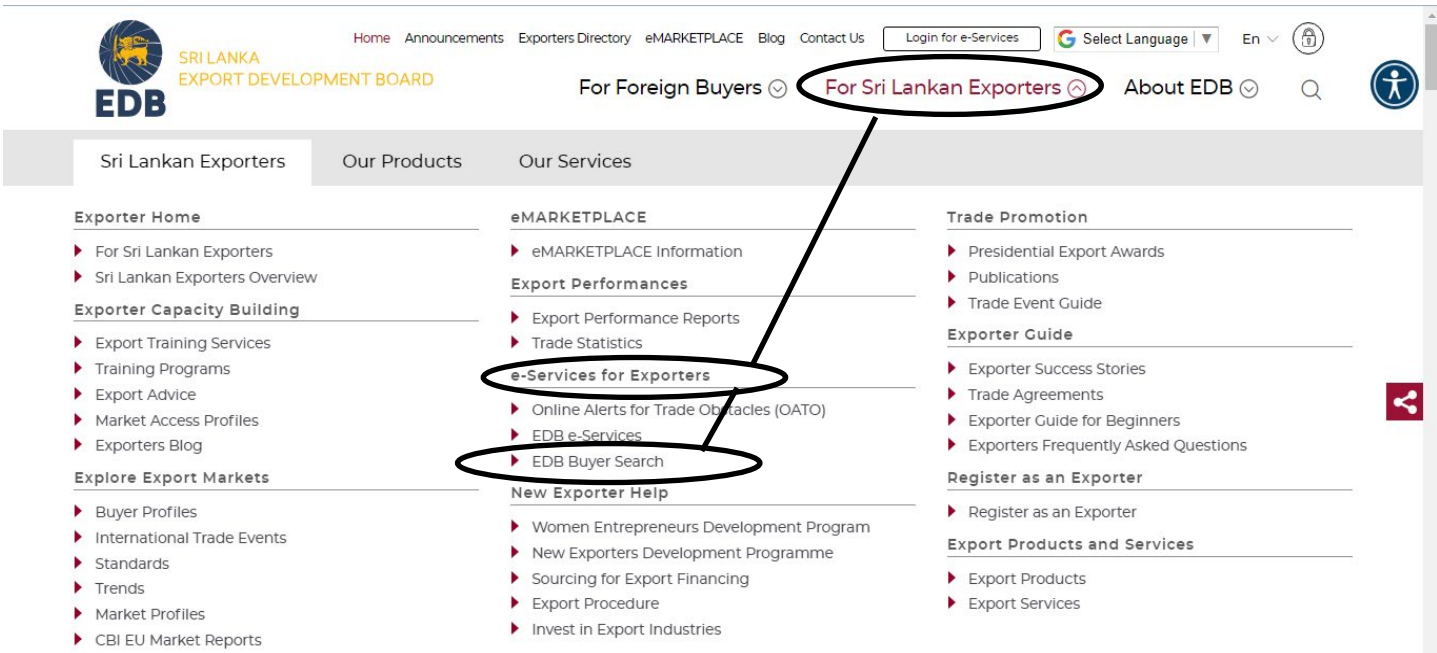 Home Announcements Exporters Directory eMARKETPLACE Blog Contact Us Login for e-Services G Select Language ▼ En
SRI LANKA
EXPORT DEVELOPMENT BOARD
EDB
For Foreign Buyers For Sri Lankan Exporters About EDB
Sri Lankan Exporters Our Products Our Services
Exporter Home
For Sri Lankan Exporters
Sri Lankan Exporters Overview
Exporter Capacity Building
Export Training Services
Training Programs
Export Advice
Market Access Profiles
Exporters Blog
Explore Export Markets
Buyer Profiles
International Trade Events
Standards
Trends
Market Profiles
CBI EU Market Reports
eMARKETPLACE
eMARKETPLACE Information
Export Performances
Export Performance Reports
Trade Statistics
e-Services for Exporters
Online Alerts for Trade Obstacles (OATO)
EDB e-Services
EDB Buyer Search
New Exporter Help
Women Entrepreneurs Development Program
New Exporters Development Programme
Sourcing for Export Financing
Export Procedure
Invest in Export Industries
Trade Promotion
Presidential Export Awards
Publications
Trade Event Guide
Exporter Guide
Exporter Success Stories
Trade Agreements
Exporter Guide for Beginners
Exporters Frequently Asked Questions
Register as an Exporter
Register as an Exporter
Export Products and Services
Export Products
Export Services